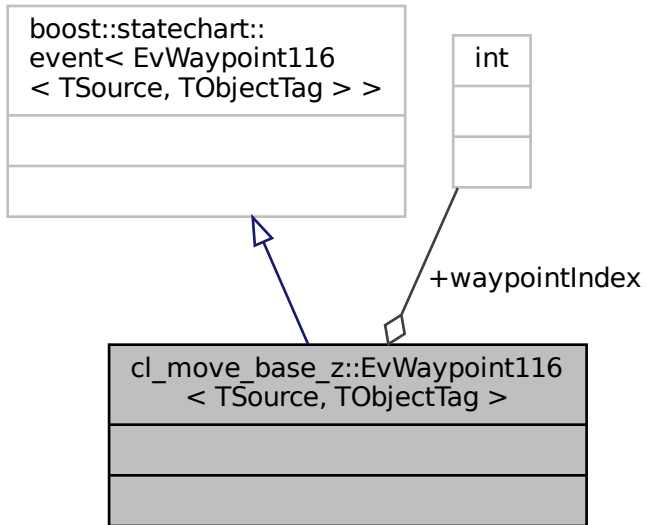 boost::statechart::
event< EvWaypoint116
< TSource, TObjectTag > >
int
+waypointIndex
cl_move_base_z::EvWaypoint116
< TSource, TObjectTag >